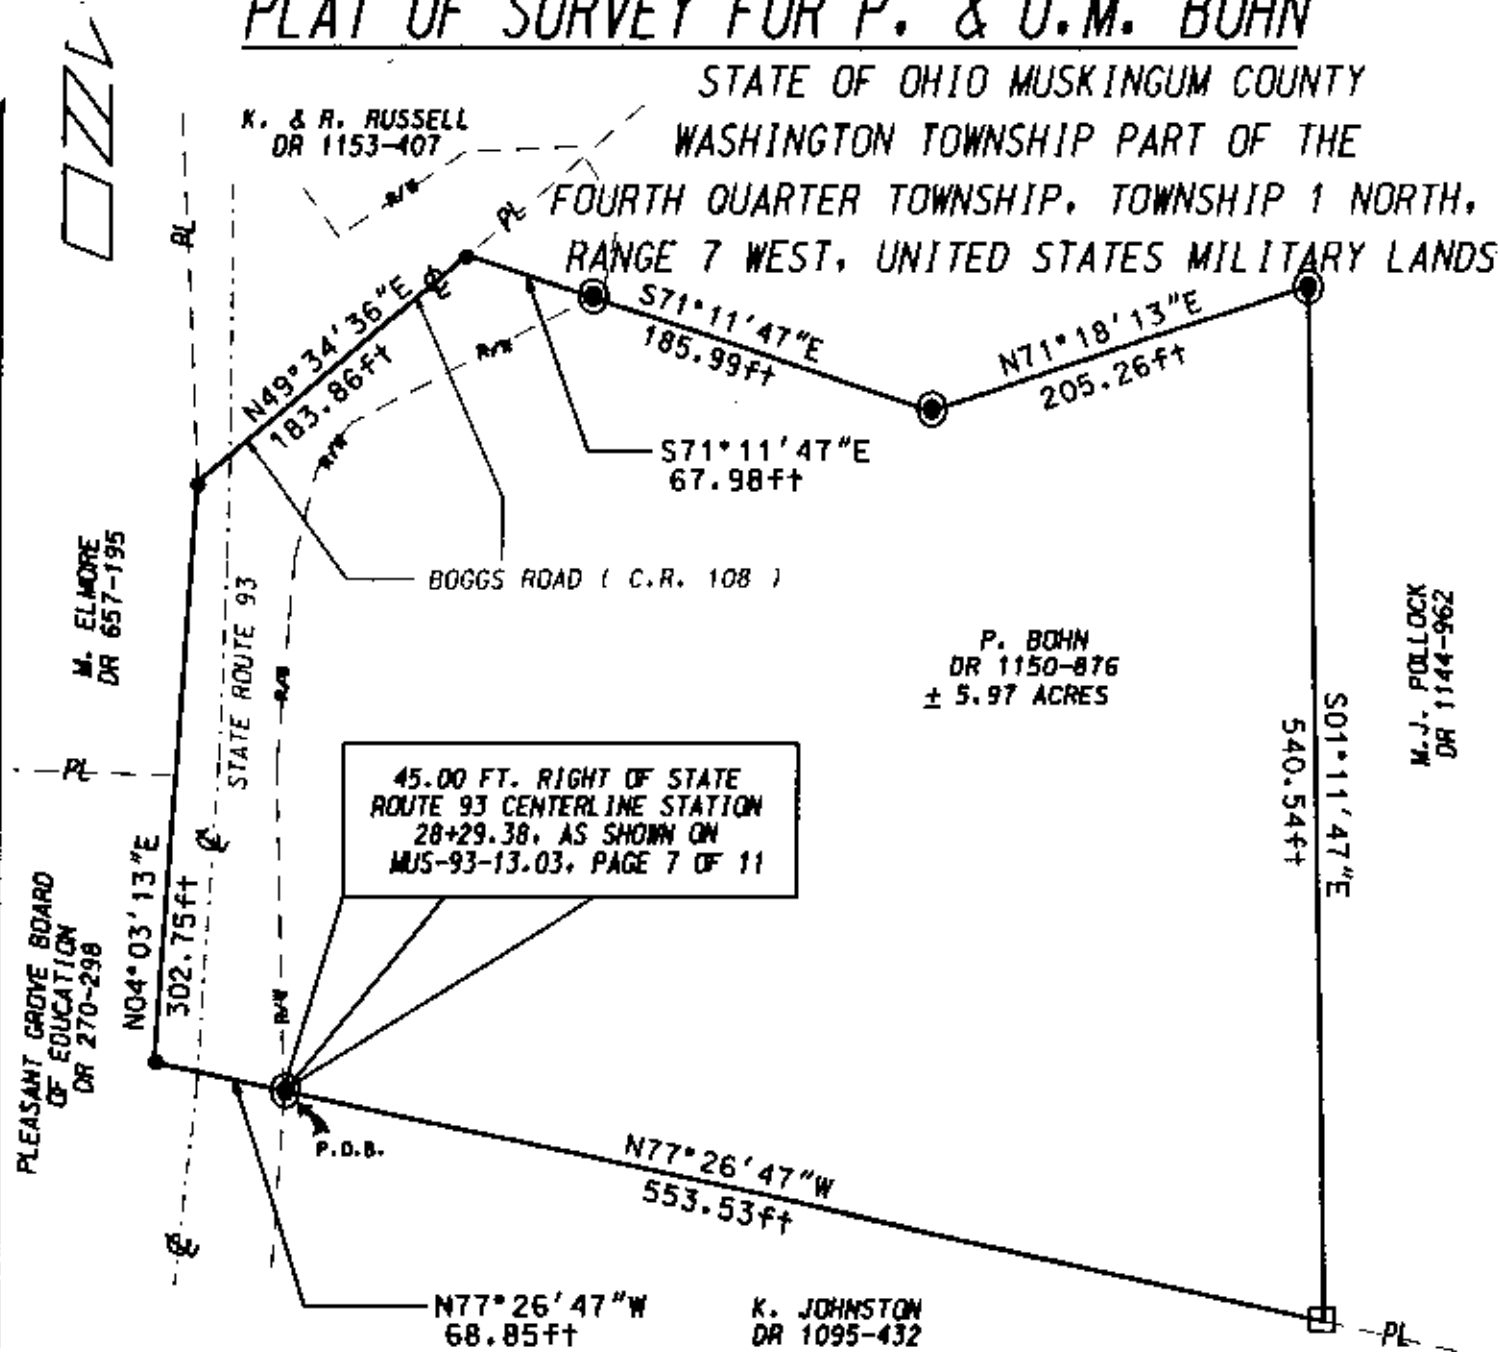 PLAT OF SURVEY FOR P. & U.M. BOHN
STATE OF OHIO MUSKINGUM COUNTY
WASHINGTON TOWNSHIP PART OF THE
FOURTH QUARTER TOWNSHIP, TOWNSHIP 1 NORTH,
RANGE 7 WEST, UNITED STATES MILITARY LANDS
K. & R. RUSSELL
DR 1153-407
R/W
PL
PL
N49°34'36"E
183.86ft
R/W
R/W
S71°11'47"E
185.99ft
N71°18'13"E
205.26ft
S71°11'47"E
67.98ft
BOGGS ROAD ( C.R. 108 )
M. ELMORE
DR 657-195
STATE ROUTE 93
R/W
P. BOHN
DR 1150-876
± 5.97 ACRES
M.J. POLLOCK
DR 1144-962
S01°11'47"E
540.54ft
PL
45.00 FT. RIGHT OF STATE
ROUTE 93 CENTERLINE STATION
28+29.38, AS SHOWN ON
MUS-93-13.03, PAGE 7 OF 11
N04°03'13"E
302.75ft
PLEASANT GROVE BOARD
OF EDUCATION
DR 270-298
R/W
P.O.B.
N77°26'47"W
553.53ft
N77°26'47"W
68.85ft
K. JOHNSTON
DR 1095-432
PL